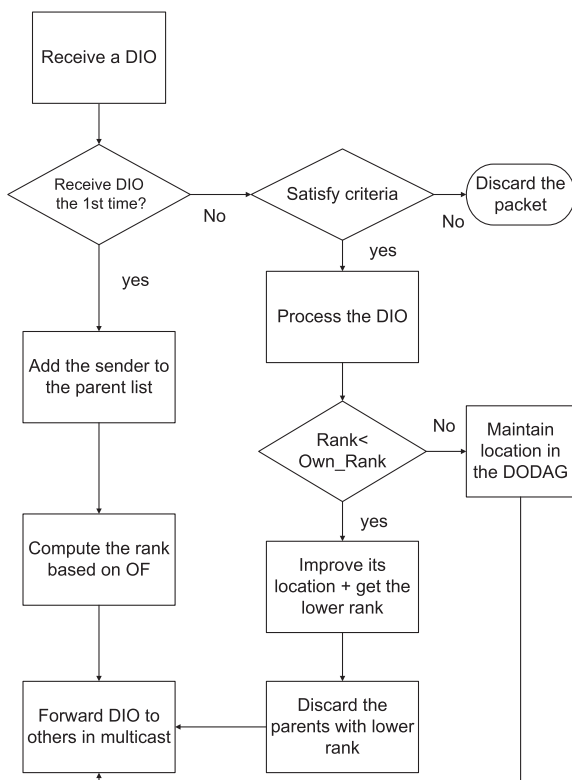 Receive a DIO
Receive DIO
the 1st time?
No
Satisfy criteria
No
Discard the
packet
yes
yes
Process the DIO
Add the sender to
the parent list
Rank<
Own_Rank
No
Maintain
location in
the DODAG
yes
Compute the rank
based on OF
Improve its
location + get the
lower rank
Forward DIO to
others in multicast
Discard the
parents with lower
rank